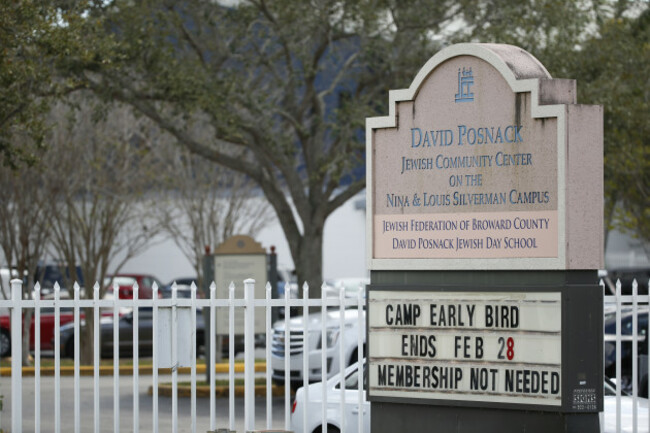 DAVID POSNACK
JEWISH COMMUNITY CENTER
ON THE
NINA & LOUIS SILVERMAN CAMPUS
JEWISH FEDERATION OF BROWARD COUNTY
DAVID POSNACK JEWISH DAY SCHOOL
CAMP EARLY BIRD
ENDS FEB 28
MEMBERSHIP NOT NEEDED